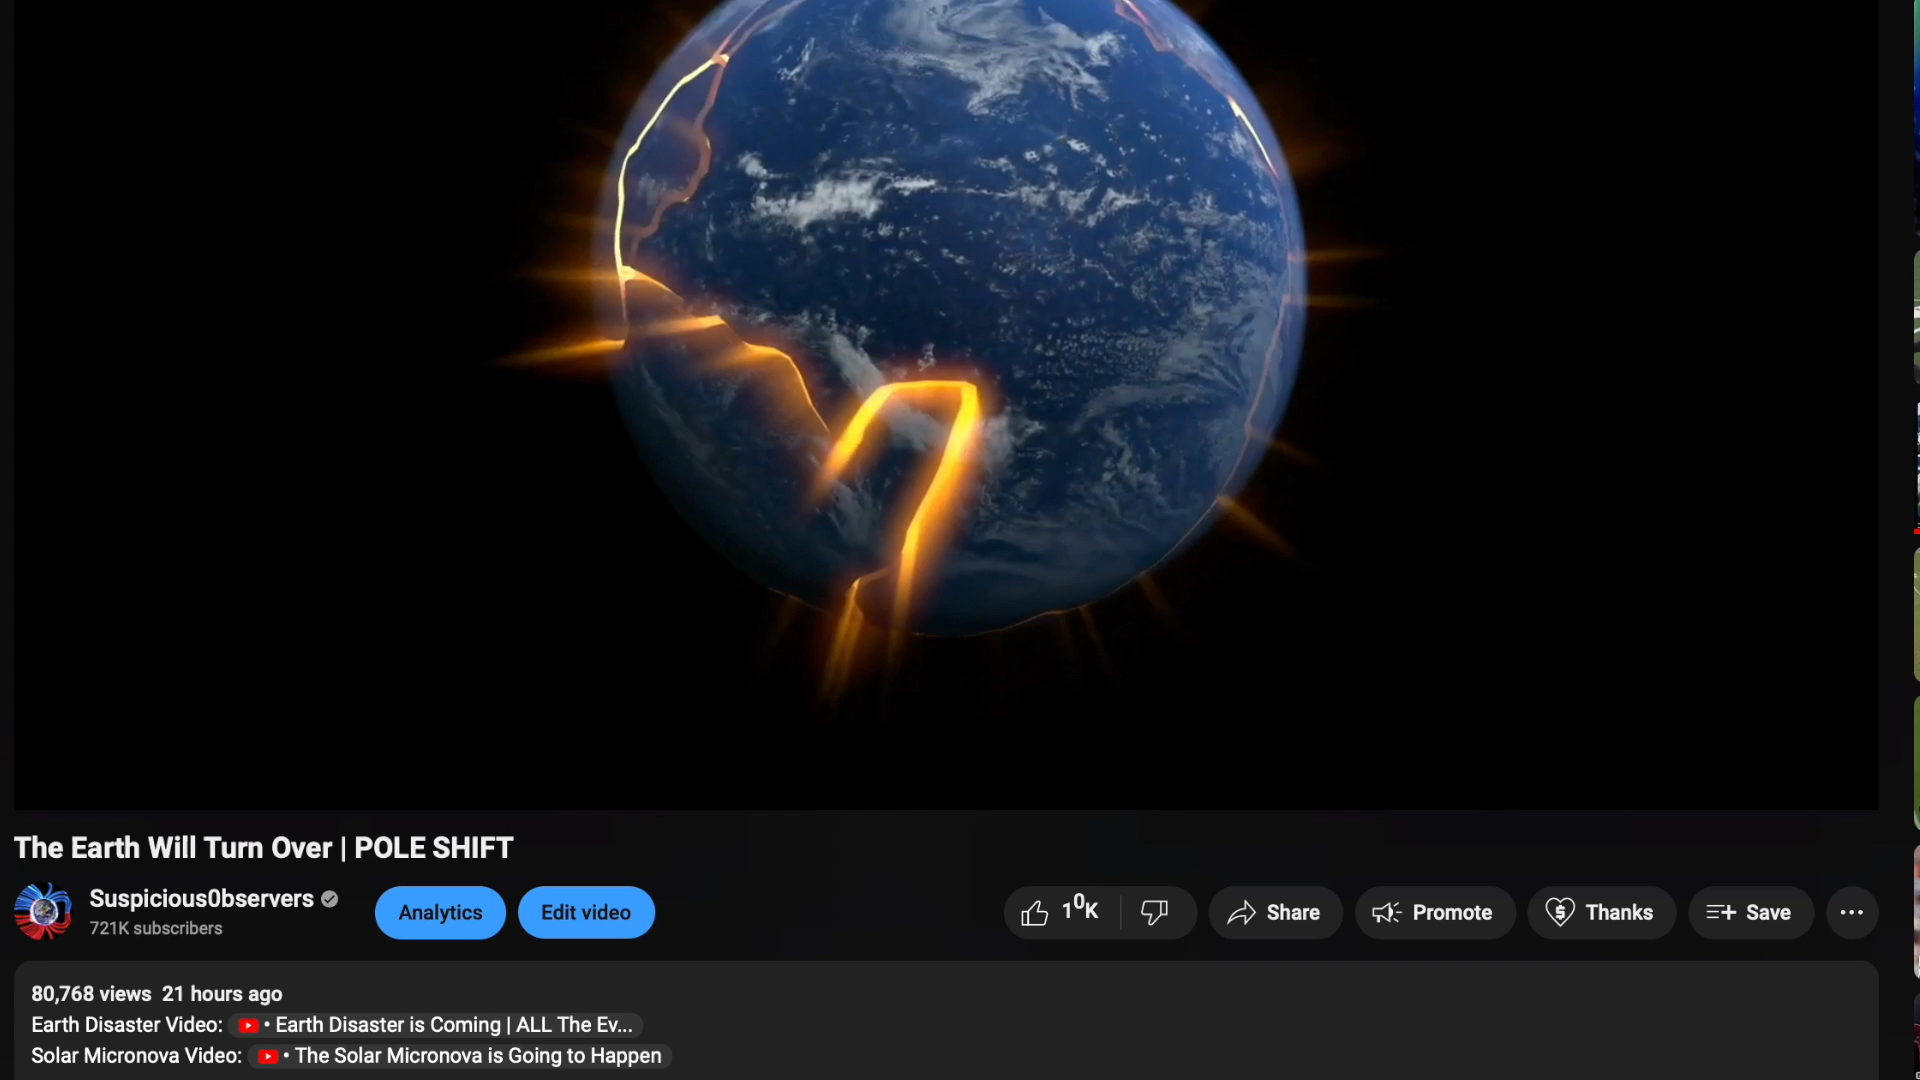 The Earth Will Turn Over | POLE SHIFT
Suspicious0bservers
721K subscribers
Analytics
Edit video
10K
Share
Promote
Thanks
Save
80,768 views 21 hours ago
Earth Disaster Video: • Earth Disaster is Coming | ALL The Ev...
Solar Micronova Video: • The Solar Micronova is Going to Happen